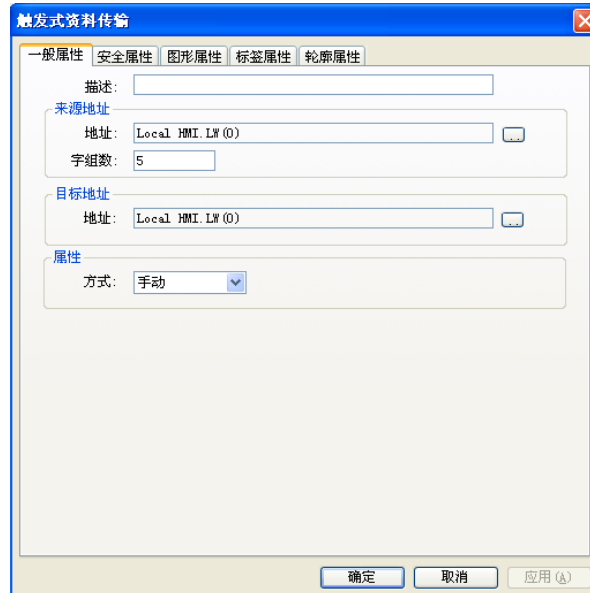 触发式资料传输
一般属性 安全属性 图形属性 标签属性 轮廓属性
描述:
来源地址
地址: Local HMI.LW(0) ...
字组数: 5
目标地址
地址: Local HMI.LW(0) ...
属性
方式: 手动
确定 取消 应用(A)